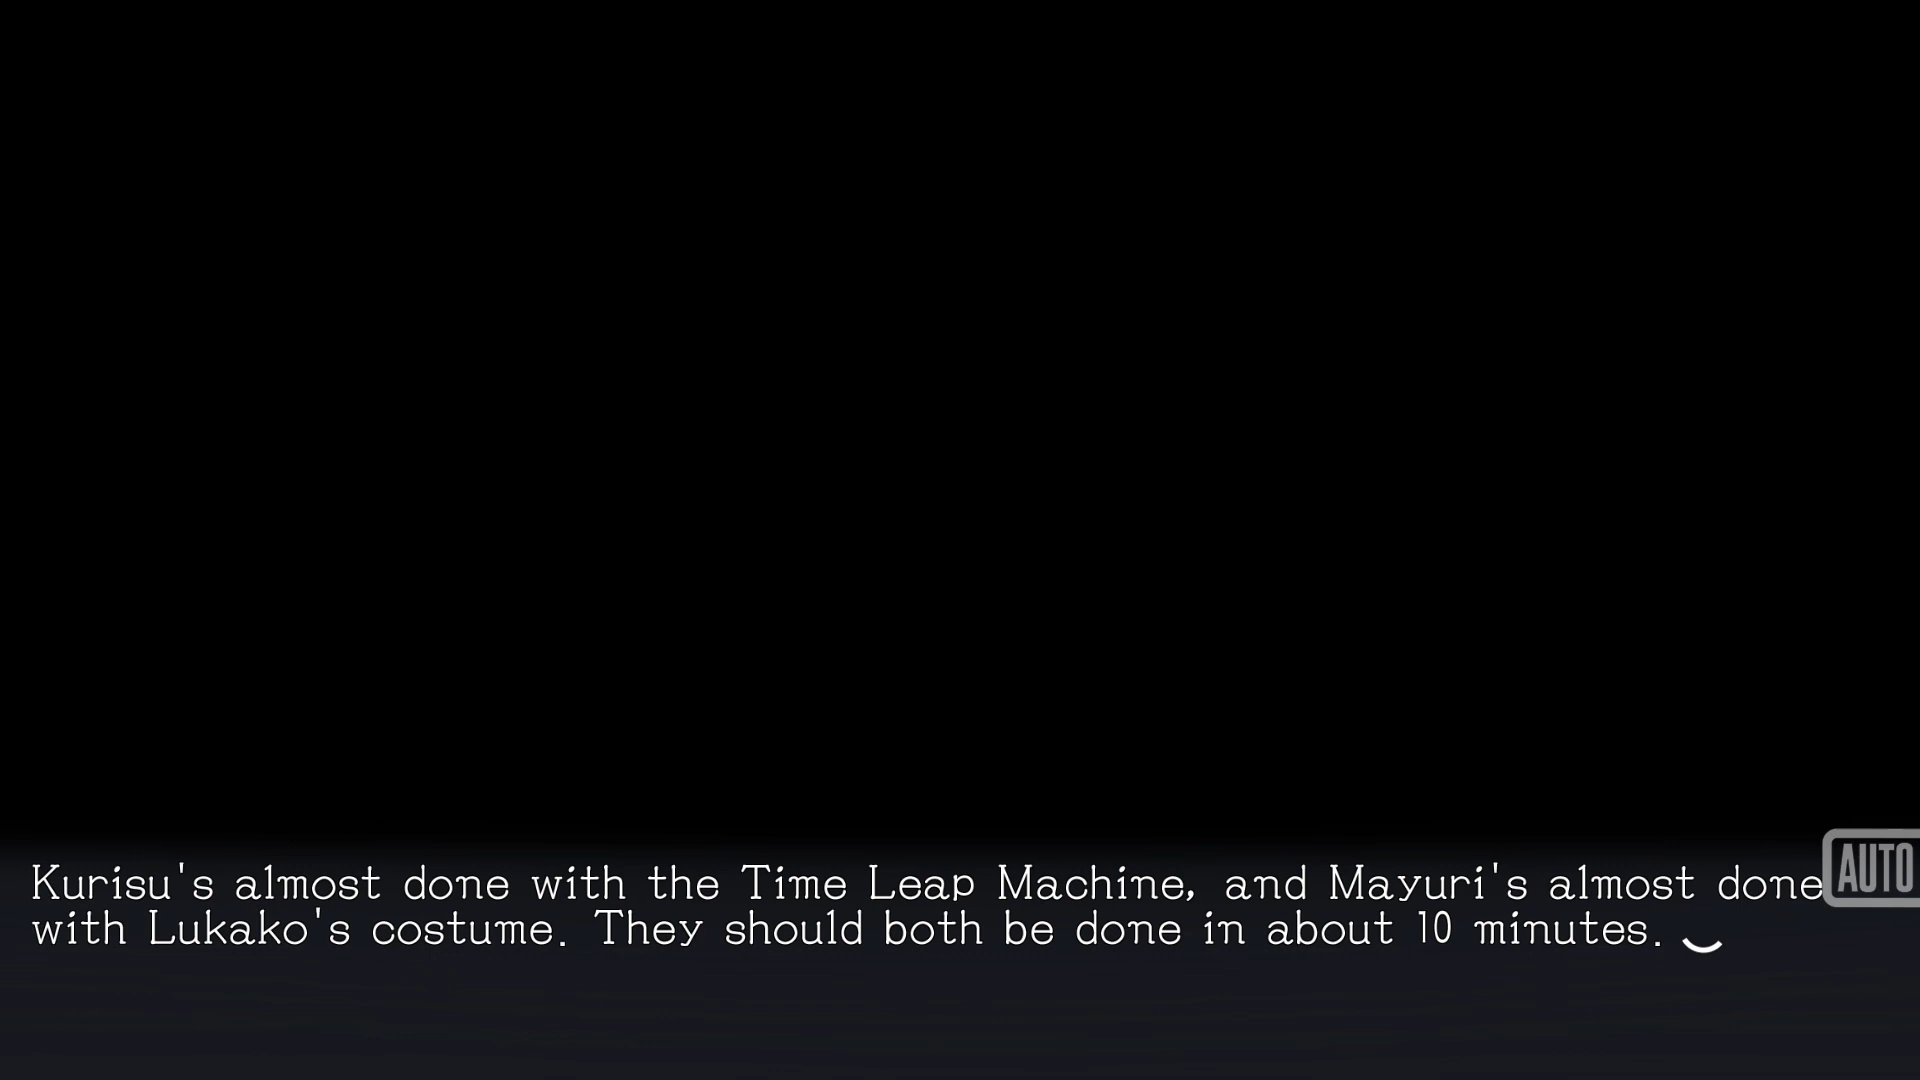 Kurisu's almost done with the Time Leap Machine, and Mayuri's almost done
with Lukako's costume. They should both be done in about 10 minutes.
AUTO